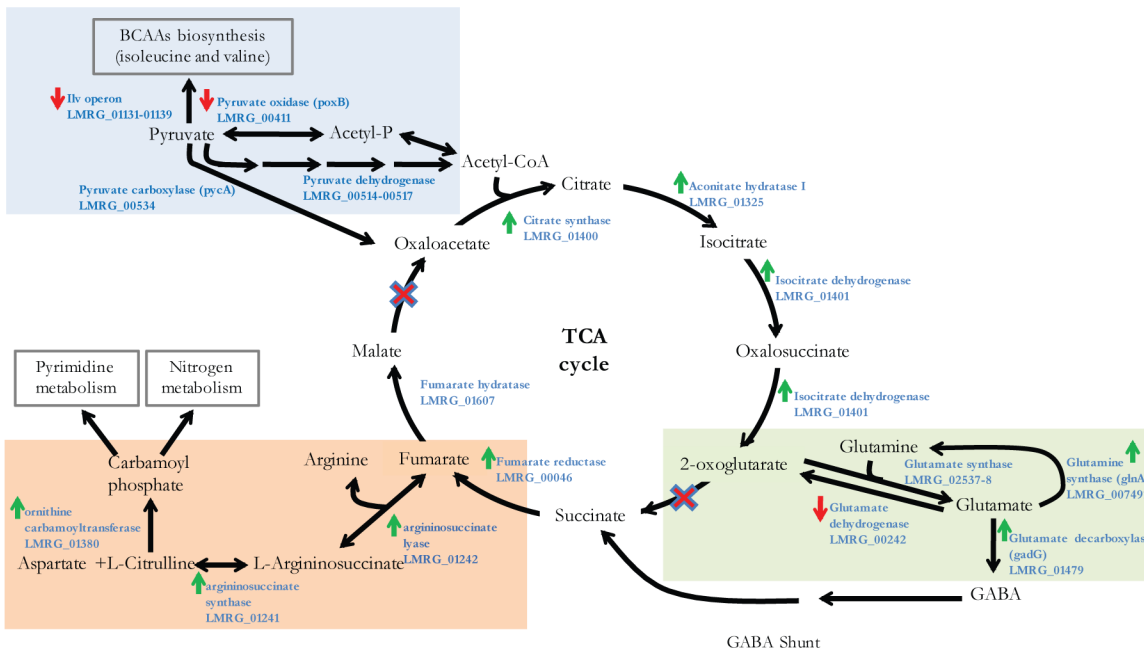 BCAAs biosynthesis
(isoleucine and valine)
Ilv operon
LMRG_01131-01139
Pyruvate oxidase (poxB)
LMRG_00411
Pyruvate
Acetyl-P
Acetyl-CoA
Pyruvate carboxylase (pycA)
LMRG_00534
Pyruvate dehydrogenase
LMRG_00514-00517
Citrate
Aconitate hydratase I
LMRG_01325
Citrate synthase
LMRG_01400
Oxaloacetate
Isocitrate
Isocitrate dehydrogenase
LMRG_01401
TCA
cycle
Malate
Oxalosuccinate
Pyrimidine
metabolism
Nitrogen
metabolism
Fumarate hydratase
LMRG_01607
Isocitrate dehydrogenase
LMRG_01401
Carbamoyl
phosphate
Arginine
Fumarate
Fumarate reductase
LMRG_00046
2-oxoglutarate
Glutamine
Glutamate synthase
LMRG_02537-8
Glutamine
synthase (glnA
LMRG_00749
Glutamate
Glutamate
dehydrogenase
LMRG_00242
Succinate
ornithine
carbamoyltransferase
LMRG_01380
argininosuccinate
lyase
LMRG_01242
Glutamate decarboxylas
(gadG)
LMRG_01479
Aspartate +L-Citrulline
L-Argininosuccinate
argininosuccinate
synthase
LMRG_01241
GABA
GABA Shunt